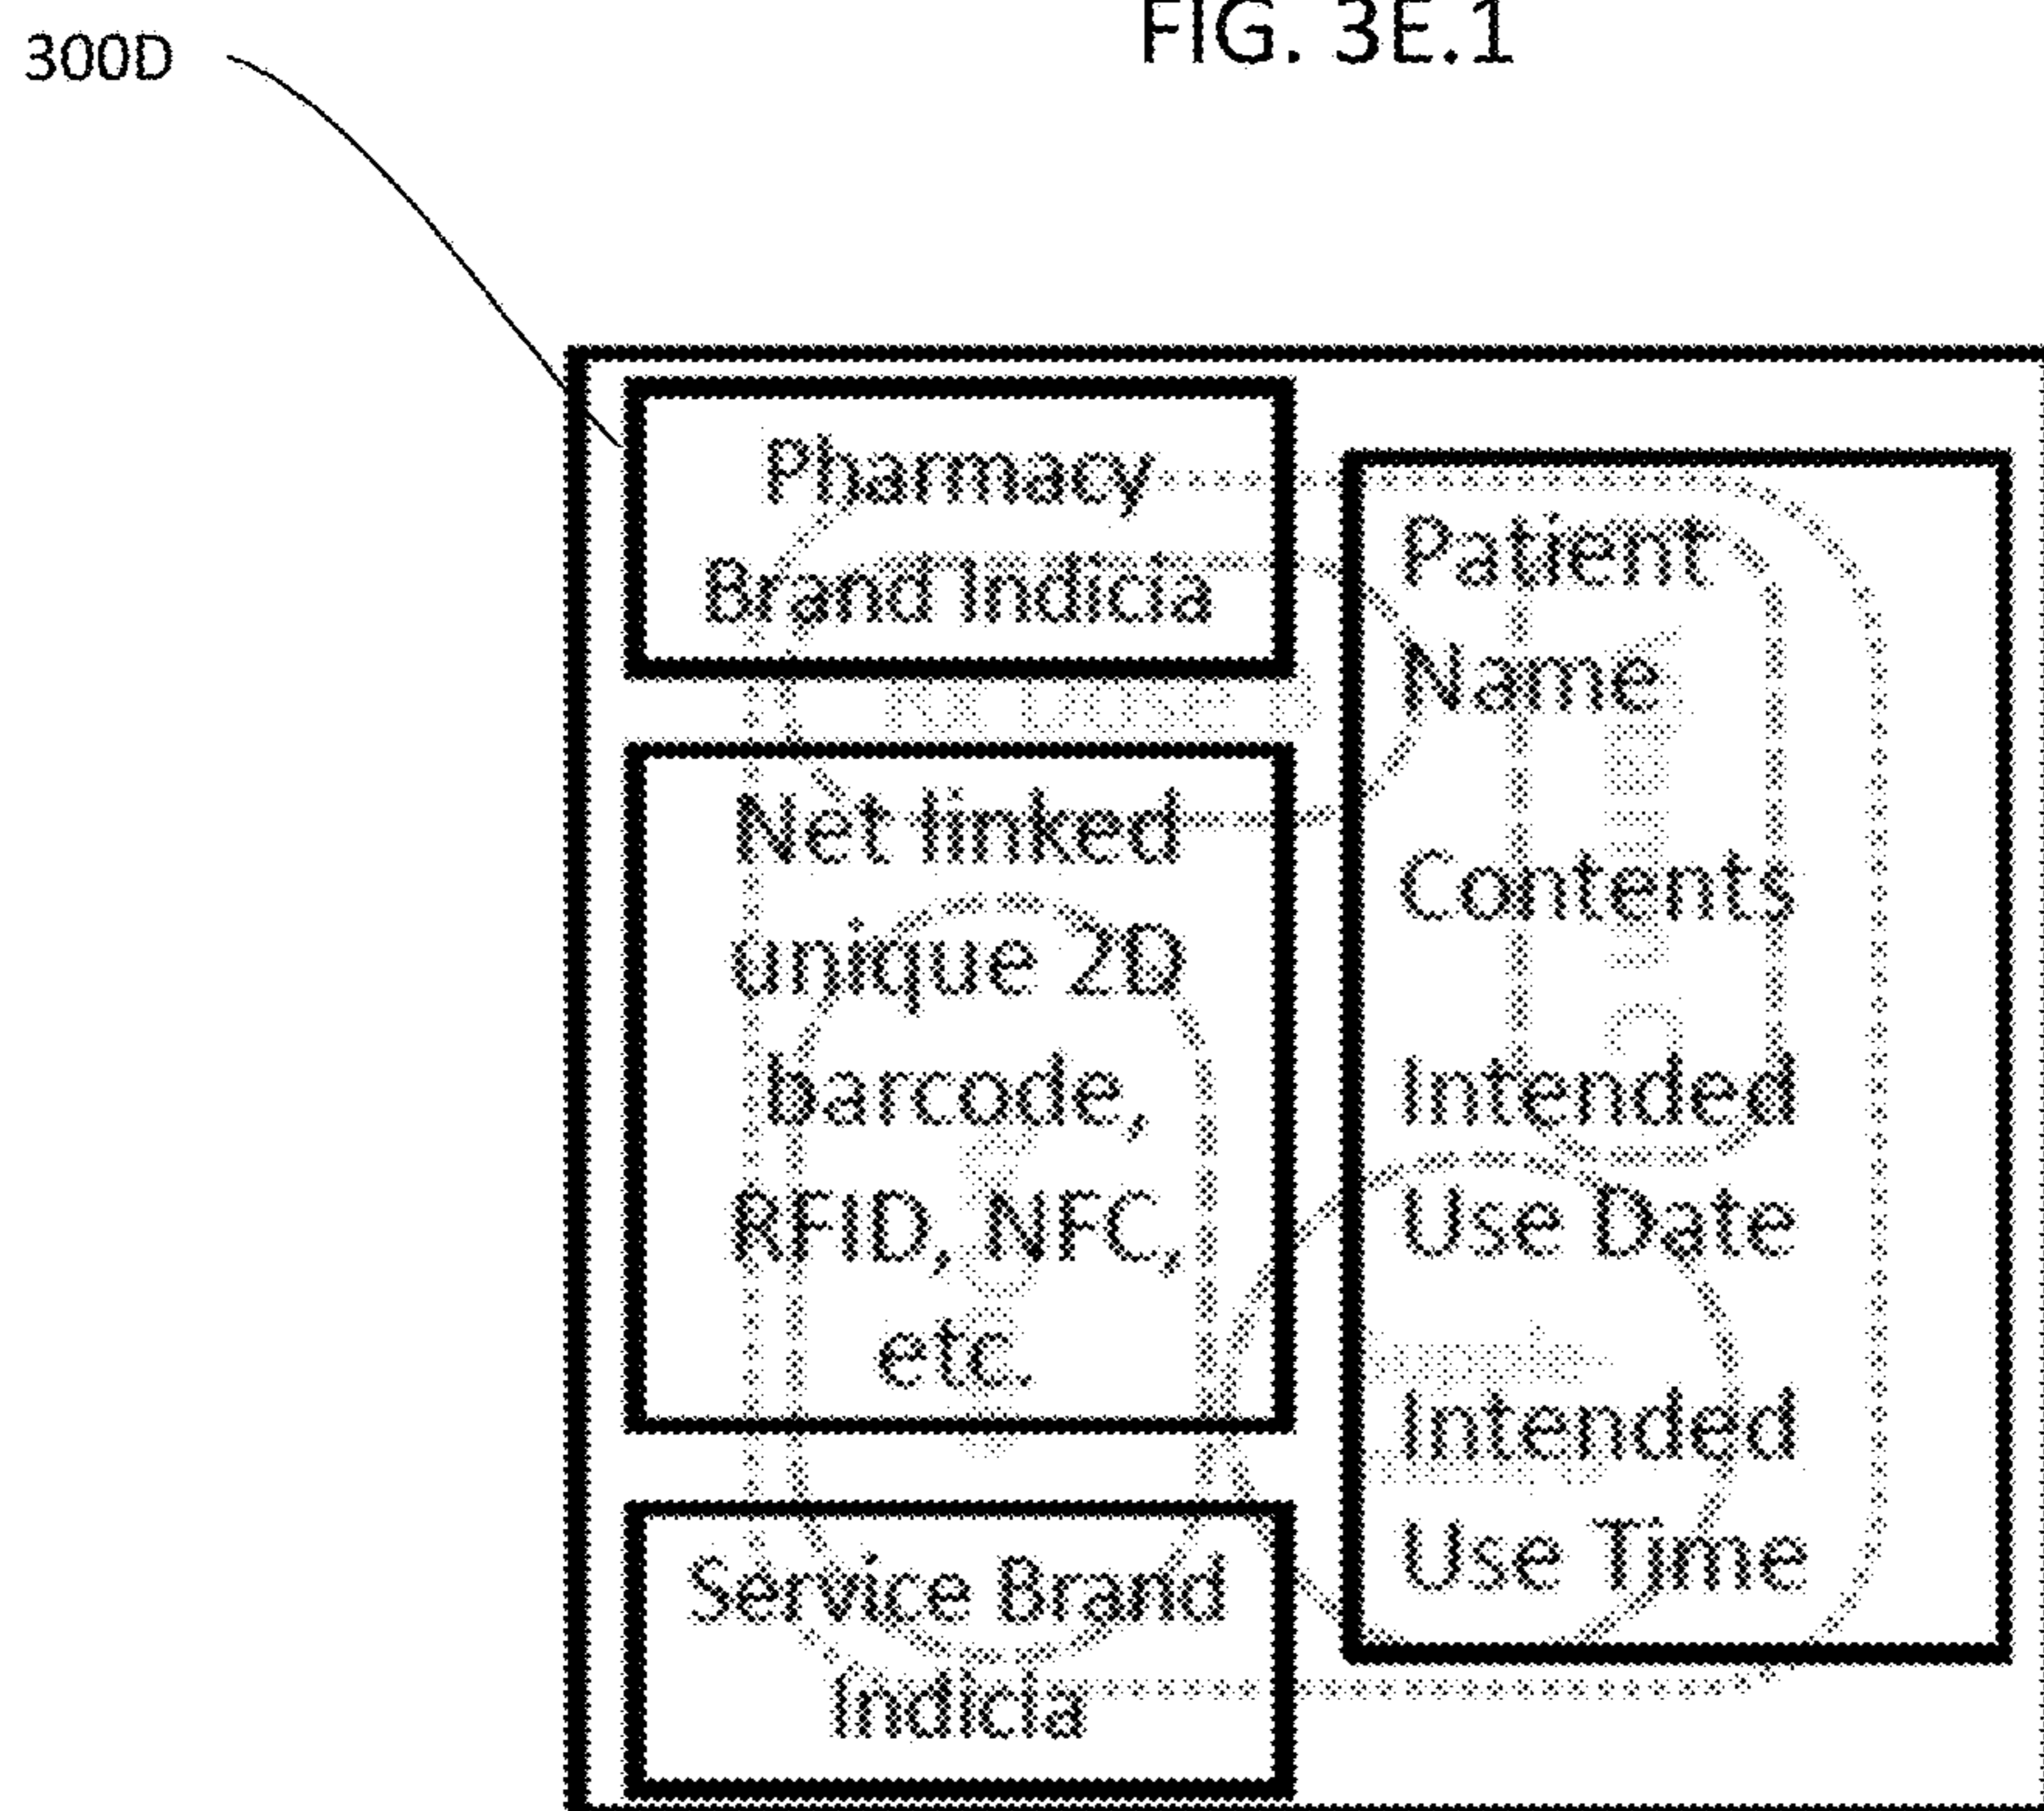 FIG. 3E.1
300D
Pharmacy
Brand Indicia
Net linked
unique 2D
barcode,
RFID, NFC,
etc.
Service Brand
Indicia
Patient
Name
Contents
Intended
Use Date
Intended
Use Time